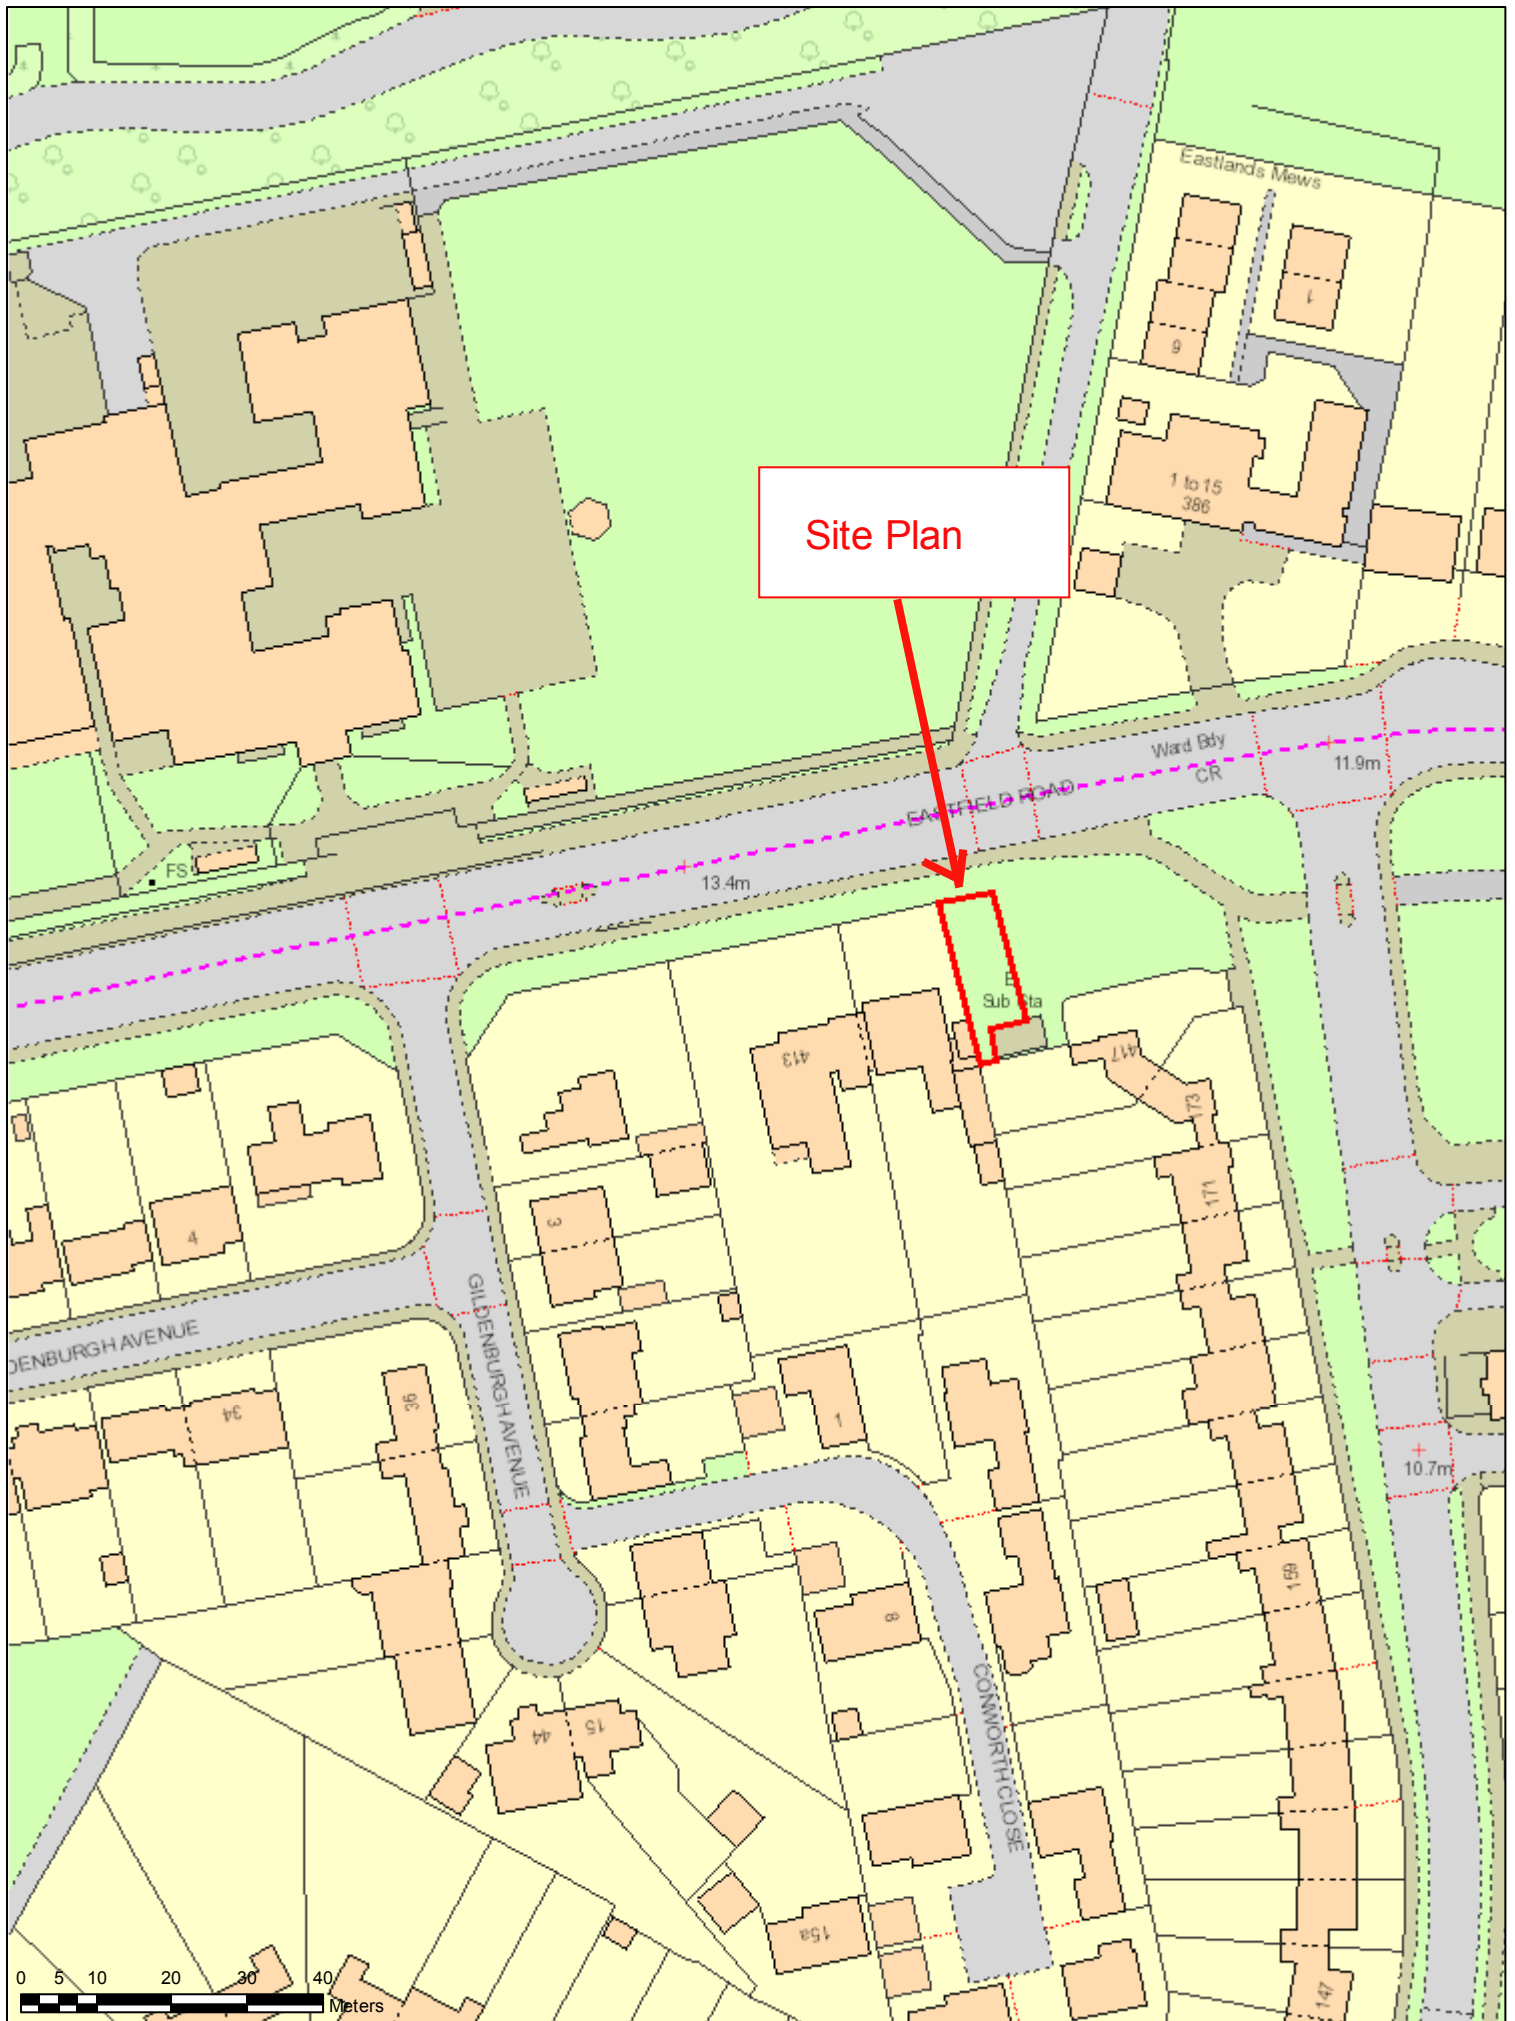 Eastlands Mews
1
9
1 to 15
386
Site Plan
Ward Bdy
CR
11.9m
EASTFIELD ROAD
FS
13.4m
El
Sub Sta
413
417
173
171
3
4
GILDENBURGH AVENUE
DENBURGH AVENUE
34
36
1
10.7m
8
159
CONWORTH CLOSE
44
15
15a
147
0 5 10 20 30 40
Meters